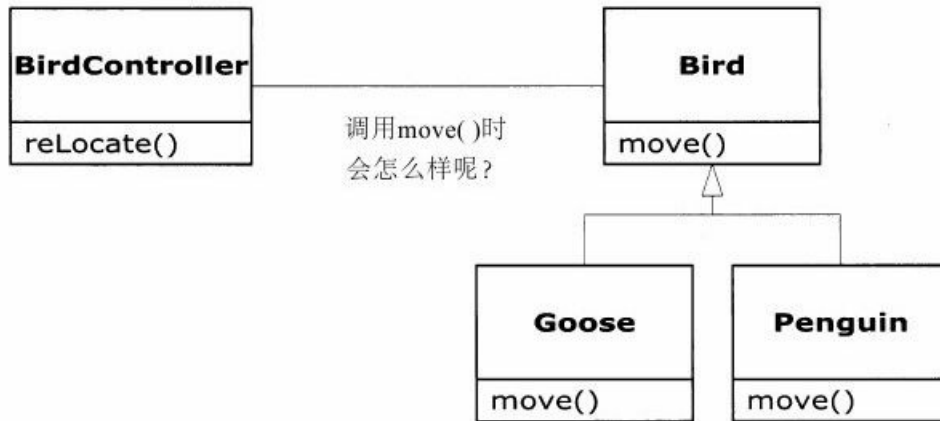 BirdController
reLocate()
调用move( )时
会怎么样呢?
Bird
move()
Goose
move()
Penguin
move()